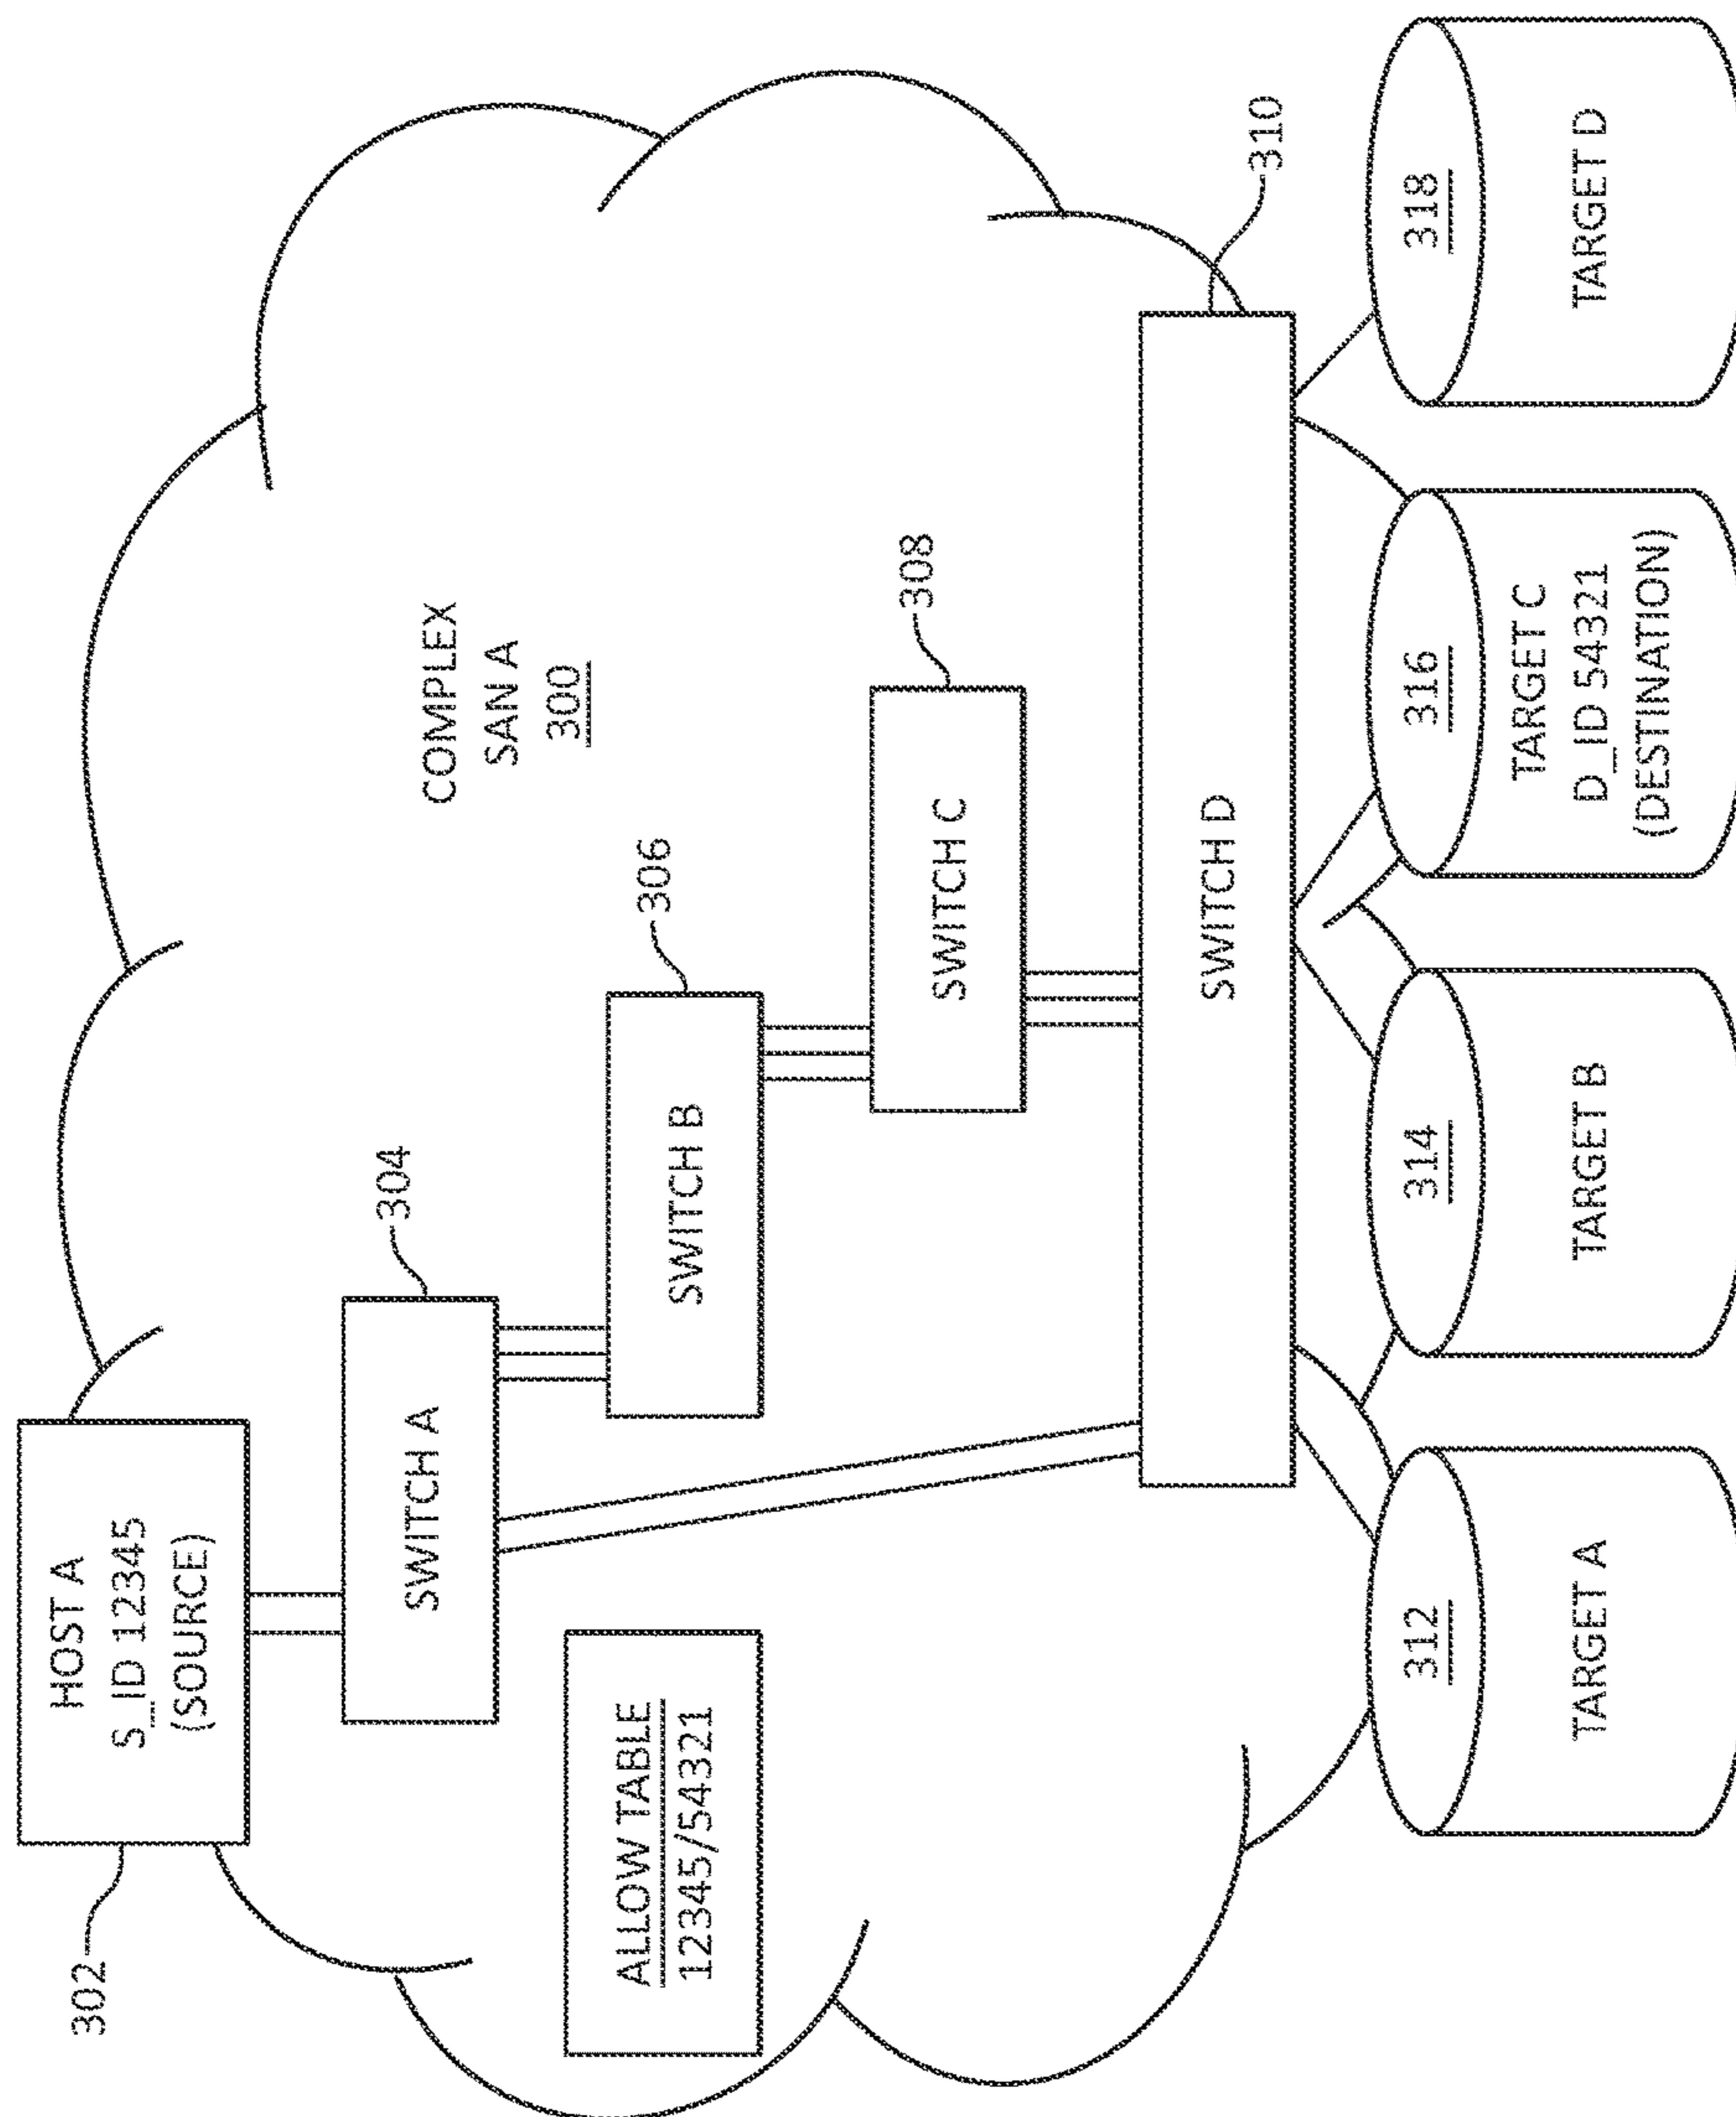 302
HOST A
S_ID 12345
(SOURCE)
304
SWITCH A
ALLOW TABLE
12345/54321
306
SWITCH B
COMPLEX
SAN A
300
308
SWITCH C
310
SWITCH D
312
TARGET A
314
TARGET B
316
TARGET C
D_ID 54321
(DESTINATION)
318
TARGET D